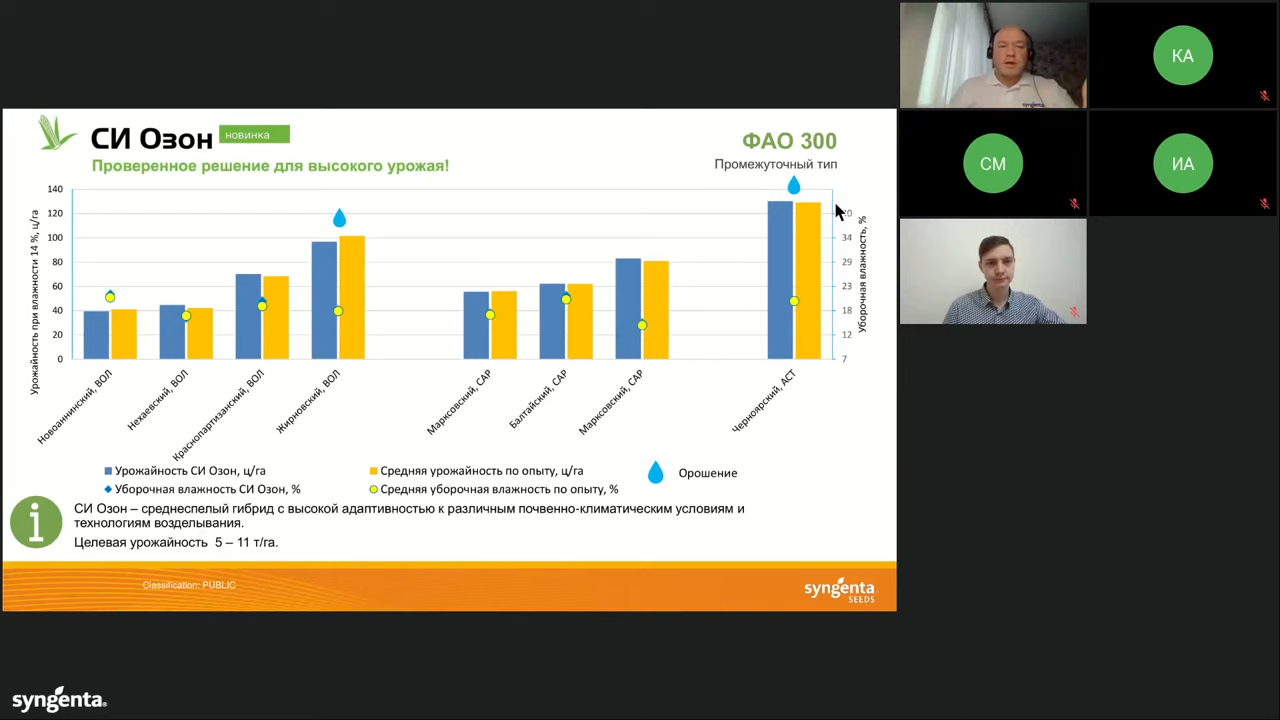 СИ Озон новинка
Проверенное решение для высокого урожая!
ФАО 300
Промежуточный тип
Урожайность при влажности 14 %, ц/га
140
120
100
80
60
40
20
0
34
29
23
18
12
7
Уборочная влажность, %
Новоаннинский, ВОЛ
Нехаевский, ВОЛ
Краснопартизанский, ВОЛ
Жирновский, ВОЛ
Марксовский, САР
Балтайский, САР
Марксовский, САР
Черноярский, АСТ
Урожайность СИ Озон, ц/га
Средняя урожайность по опыту, ц/га
Орошение
Уборочная влажность СИ Озон, %
Средняя уборочная влажность по опыту, %
СИ Озон – среднеспелый гибрид с высокой адаптивностью к различным почвенно-климатическим условиям и
технологиям возделывания.
Целевая урожайность 5 – 11 т/га.
Classification: PUBLIC
syngenta
SEEDS
КА
СМ
ИА
syngenta
syngenta